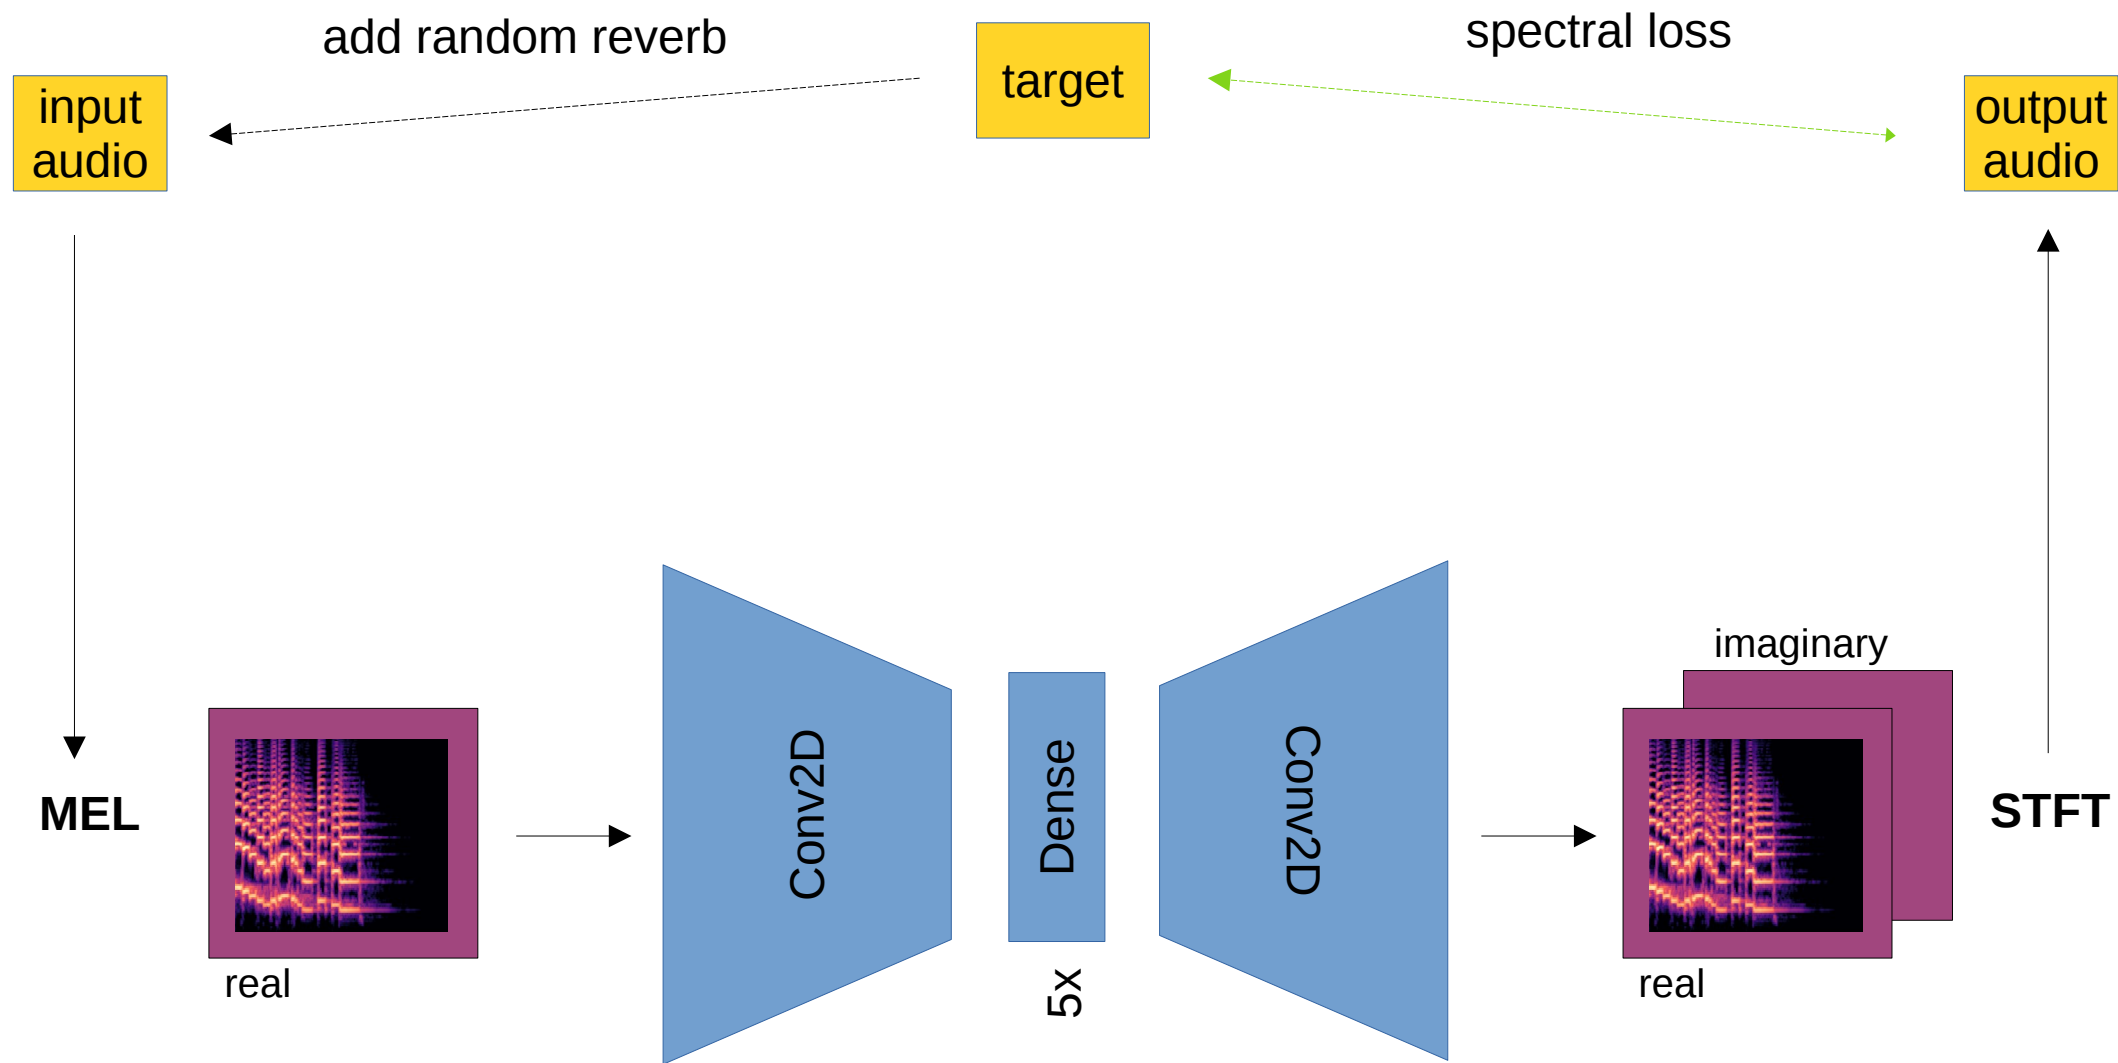 add random reverb
target
spectral loss
input
audio
output
audio
MEL
real
Conv2D
Dense
5x
Conv2D
imaginary
real
STFT